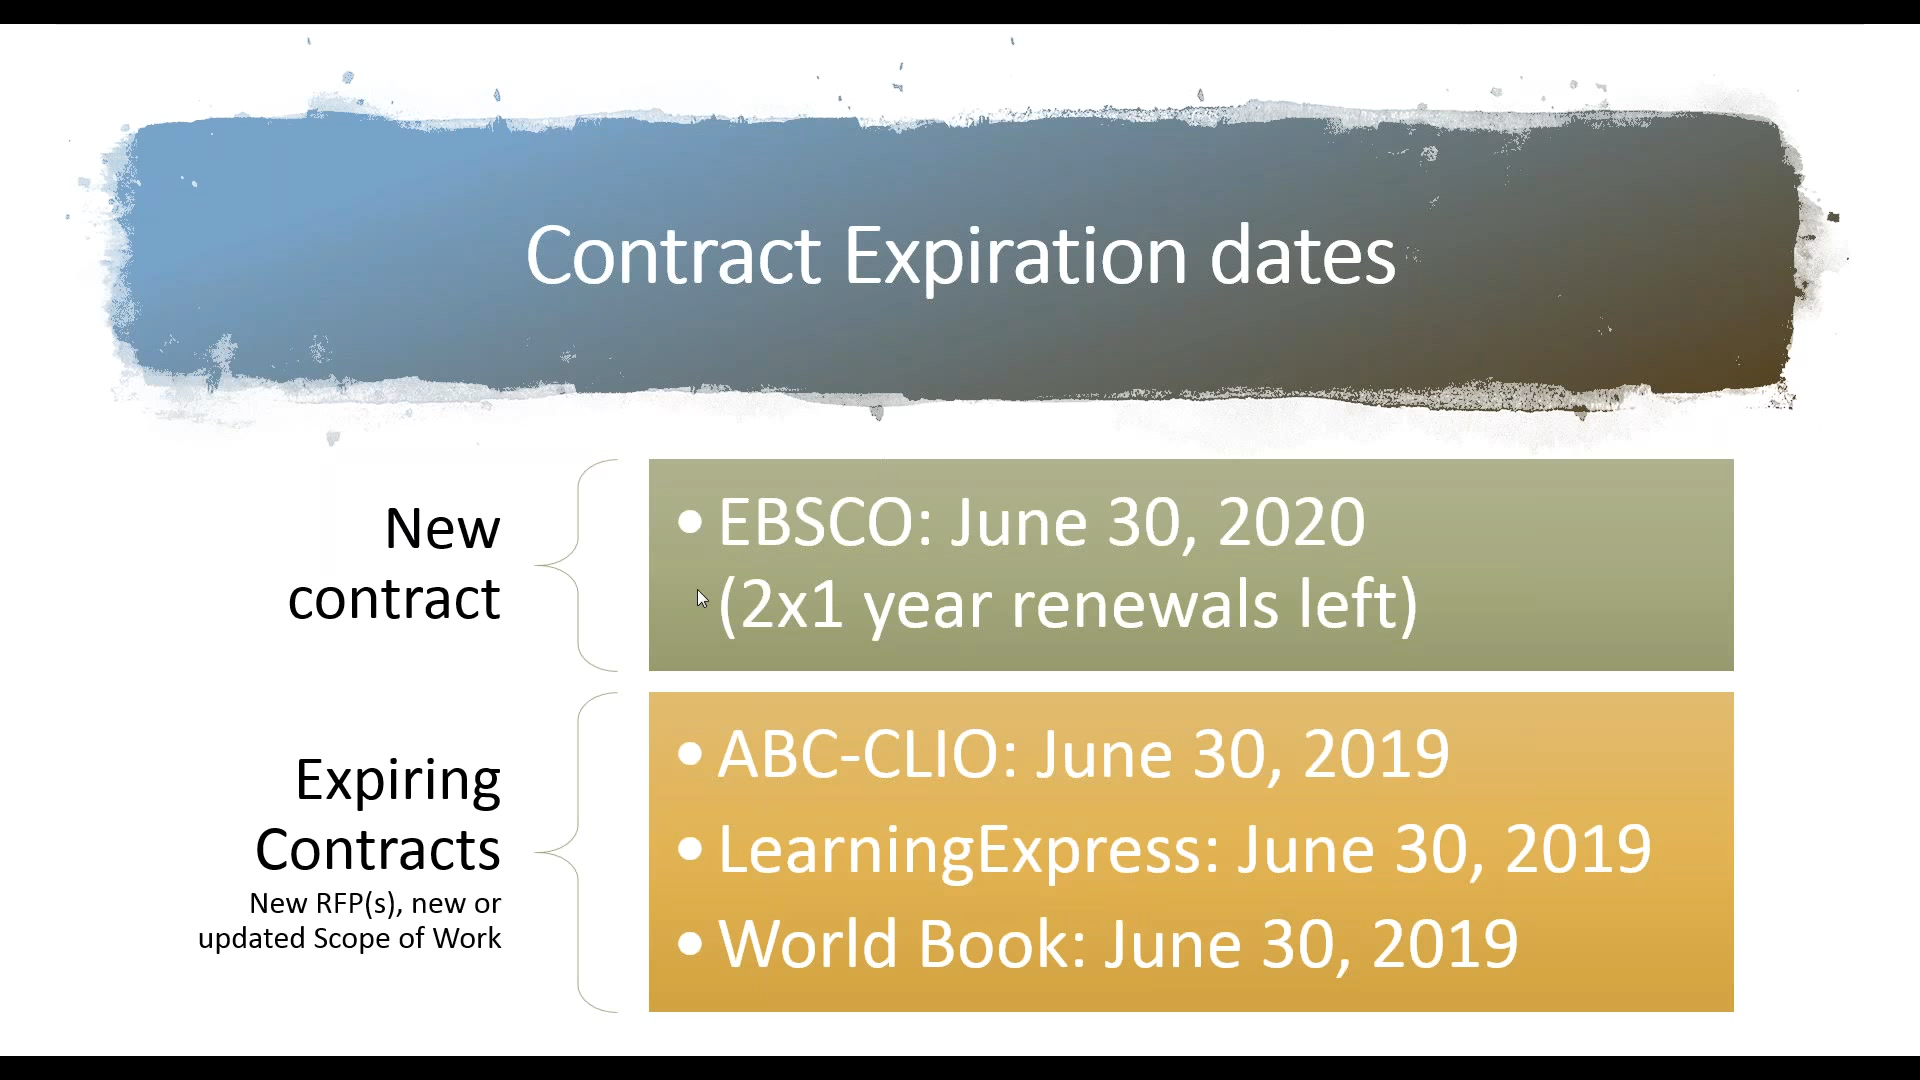 Contract Expiration dates
New
contract
• EBSCO: June 30, 2020
(2x1 year renewals left)
Expiring
Contracts
New RFP(s), new or
updated Scope of Work
• ABC-CLIO: June 30, 2019
• LearningExpress: June 30, 2019
• World Book: June 30, 2019